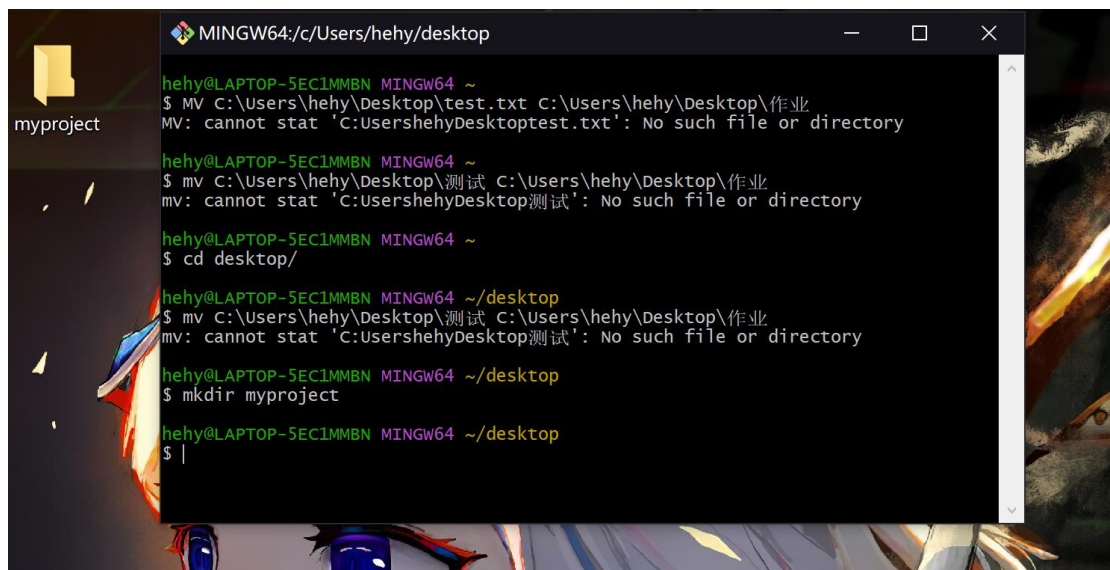 MINGW64:/c/Users/hehy/desktop
myproject
hehy@LAPTOP-5EC1MMBN MINGW64 ~
$ MV C:\Users\hehy\Desktop\test.txt C:\Users\hehy\Desktop\作业
MV: cannot stat 'C:UsershehyDesktoptest.txt': No such file or directory
hehy@LAPTOP-5EC1MMBN MINGW64 ~
$ mv C:\Users\hehy\Desktop\测试 C:\Users\hehy\Desktop\作业
mv: cannot stat 'C:UsershehyDesktop测试': No such file or directory
hehy@LAPTOP-5EC1MMBN MINGW64 ~
$ cd desktop/
hehy@LAPTOP-5EC1MMBN MINGW64 ~/desktop
$ mv C:\Users\hehy\Desktop\测试 C:\Users\hehy\Desktop\作业
mv: cannot stat 'C:UsershehyDesktop测试': No such file or directory
hehy@LAPTOP-5EC1MMBN MINGW64 ~/desktop
$ mkdir myproject
hehy@LAPTOP-5EC1MMBN MINGW64 ~/desktop
$